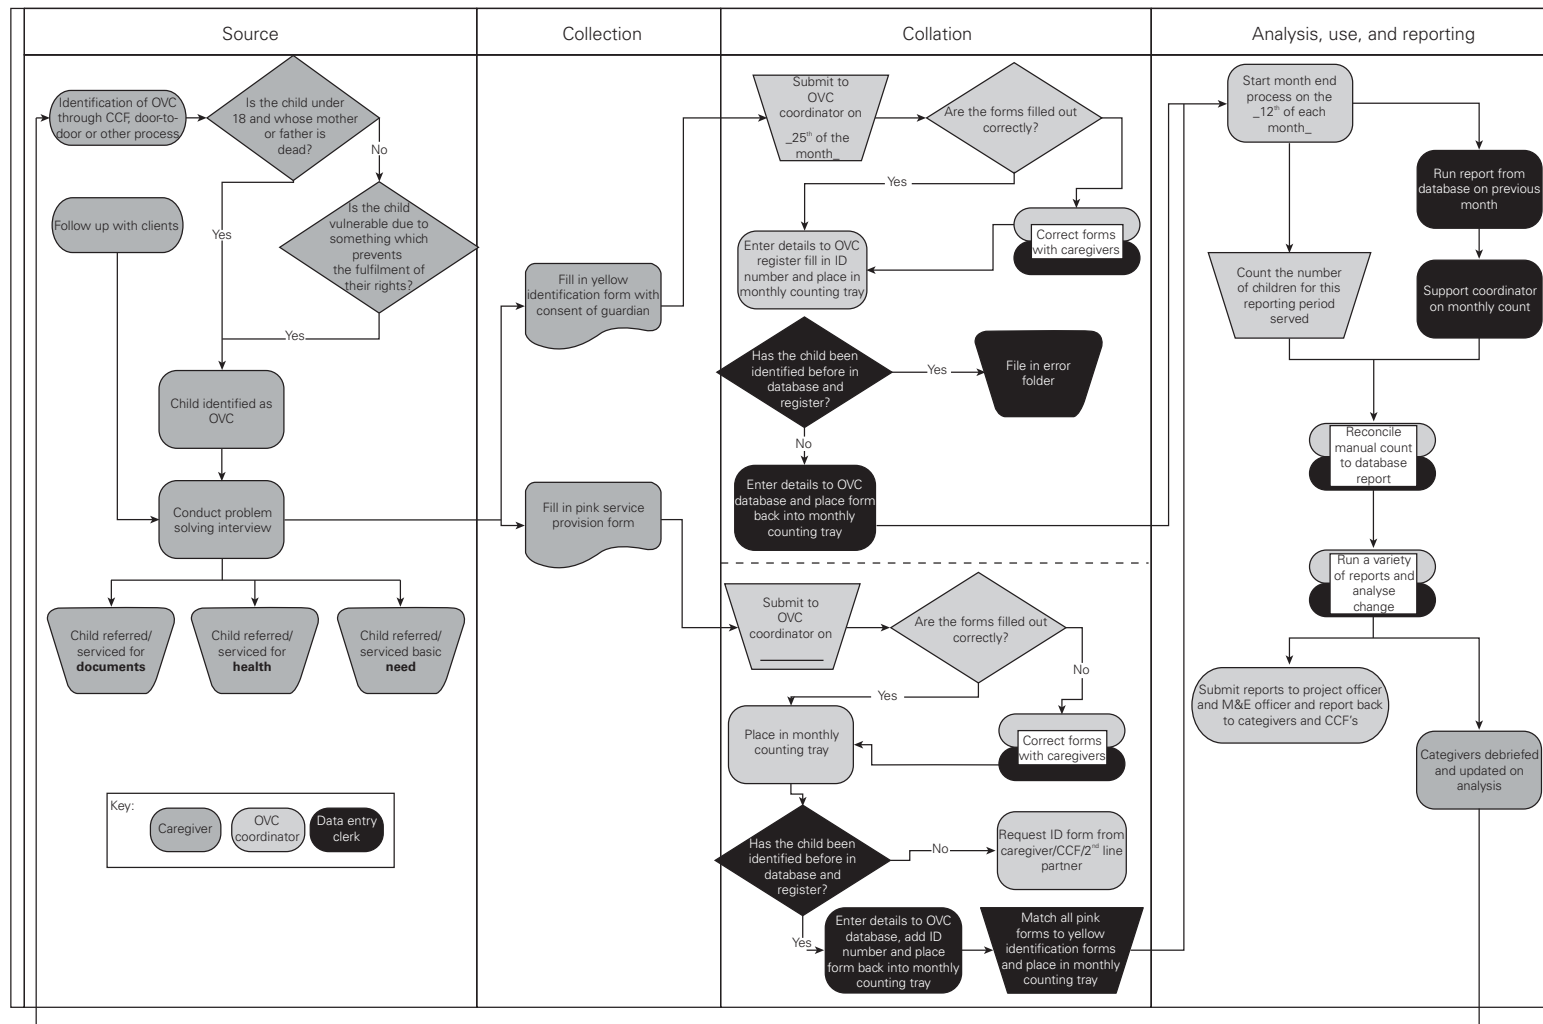 Source
Collection
Collation
Analysis, use, and reporting
Identification of OVC
through CCF, door-to-
door or other process
Is the child under
18 and whose mother
or father is
dead?
No
Yes
Is the child
vulnerable due to
something which
prevents
the fulfilment of
their rights?
Yes
Follow up with clients
Child identified as
OVC
Conduct problem
solving interview
Child referred/
serviced for
documents
Child referred/
serviced for
health
Child referred/
serviced basic
need
Key:
Caregiver
OVC
coordinator
Data entry
clerk
Fill in yellow
identification form with
consent of guardian
Fill in pink service
provision form
Submit to
OVC
coordinator on
_25th of the
month_
Are the forms filled out
correctly?
Yes
Correct forms
with caregivers
Enter details to OVC
register fill in ID
number and place in
monthly counting tray
Has the child been
identified before in
database and
register?
Yes
File in error
folder
No
Enter details to OVC
database and place form
back into monthly
counting tray
Submit to
OVC
coordinator on
Are the forms filled out
correctly?
No
Yes
Correct forms
with caregivers
Place in monthly
counting tray
Has the child been
identified before in
database and
register?
No
Request ID form from
caregiver/CCF/2nd line
partner
Yes
Enter details to OVC
database, add ID
number and place
form back into monthly
counting tray
Match all pink
forms to yellow
identification forms
and place in monthly
counting tray
Start month end
process on the
_12th of each
month_
Run report from
database on previous
month
Count the number
of children for this
reporting period
served
Support coordinator
on monthly count
Reconcile
manual count
to database
report
Run a variety
of reports and
analyse
change
Submit reports to project officer
and M&E officer and report back
to categivers and CCF's
Categivers debriefed
and updated on
analysis